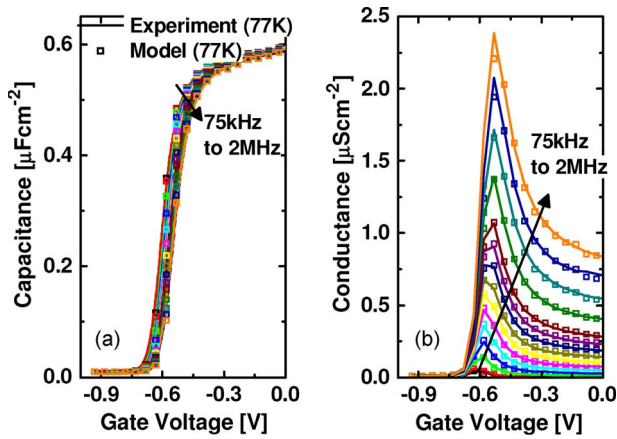 Experiment (77K)
Model (77K)
75kHz
to 2MHz
(a)
Capacitance [μFcm-2]
0.6
0.4
0.2
0.0
-0.9 -0.6 -0.3 0.0
Gate Voltage [V]
75kHz
to 2MHz
(b)
Conductance [μScm-2]
2.5
2.0
1.5
1.0
0.5
0.0
-0.9 -0.6 -0.3 0.0
Gate Voltage [V]